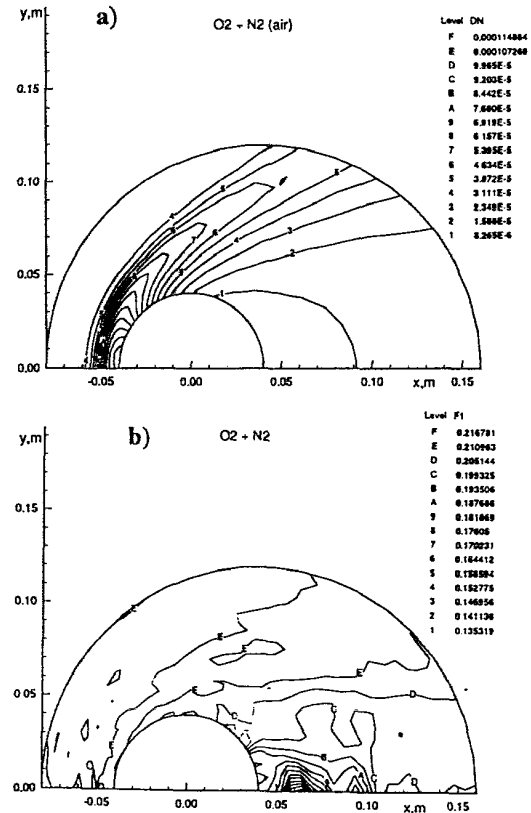 a)
O2 + N2 (air)
y,m
0.10
0.05
0.00
-0.05
0.00
0.05
0.10
x,m
0.15
Level DN
F 0.000114884
E 0.000107268
D 9.965E-5
C 9.203E-5
B 8.442E-5
A 7.680E-5
9 6.919E-5
8 6.157E-5
7 5.395E-5
6 4.634E-5
5 3.872E-5
4 3.111E-5
3 2.349E-5
2 1.588E-5
1 8.265E-6
b)
O2 + N2
y,m
0.10
0.05
0.00
-0.05
0.00
0.05
0.10
x,m
0.15
Level F1
F 0.216781
E 0.210963
D 0.205144
C 0.199325
B 0.193506
A 0.187688
9 0.181869
8 0.17605
7 0.170231
6 0.164412
5 0.158594
4 0.152775
3 0.146956
2 0.141138
1 0.135319